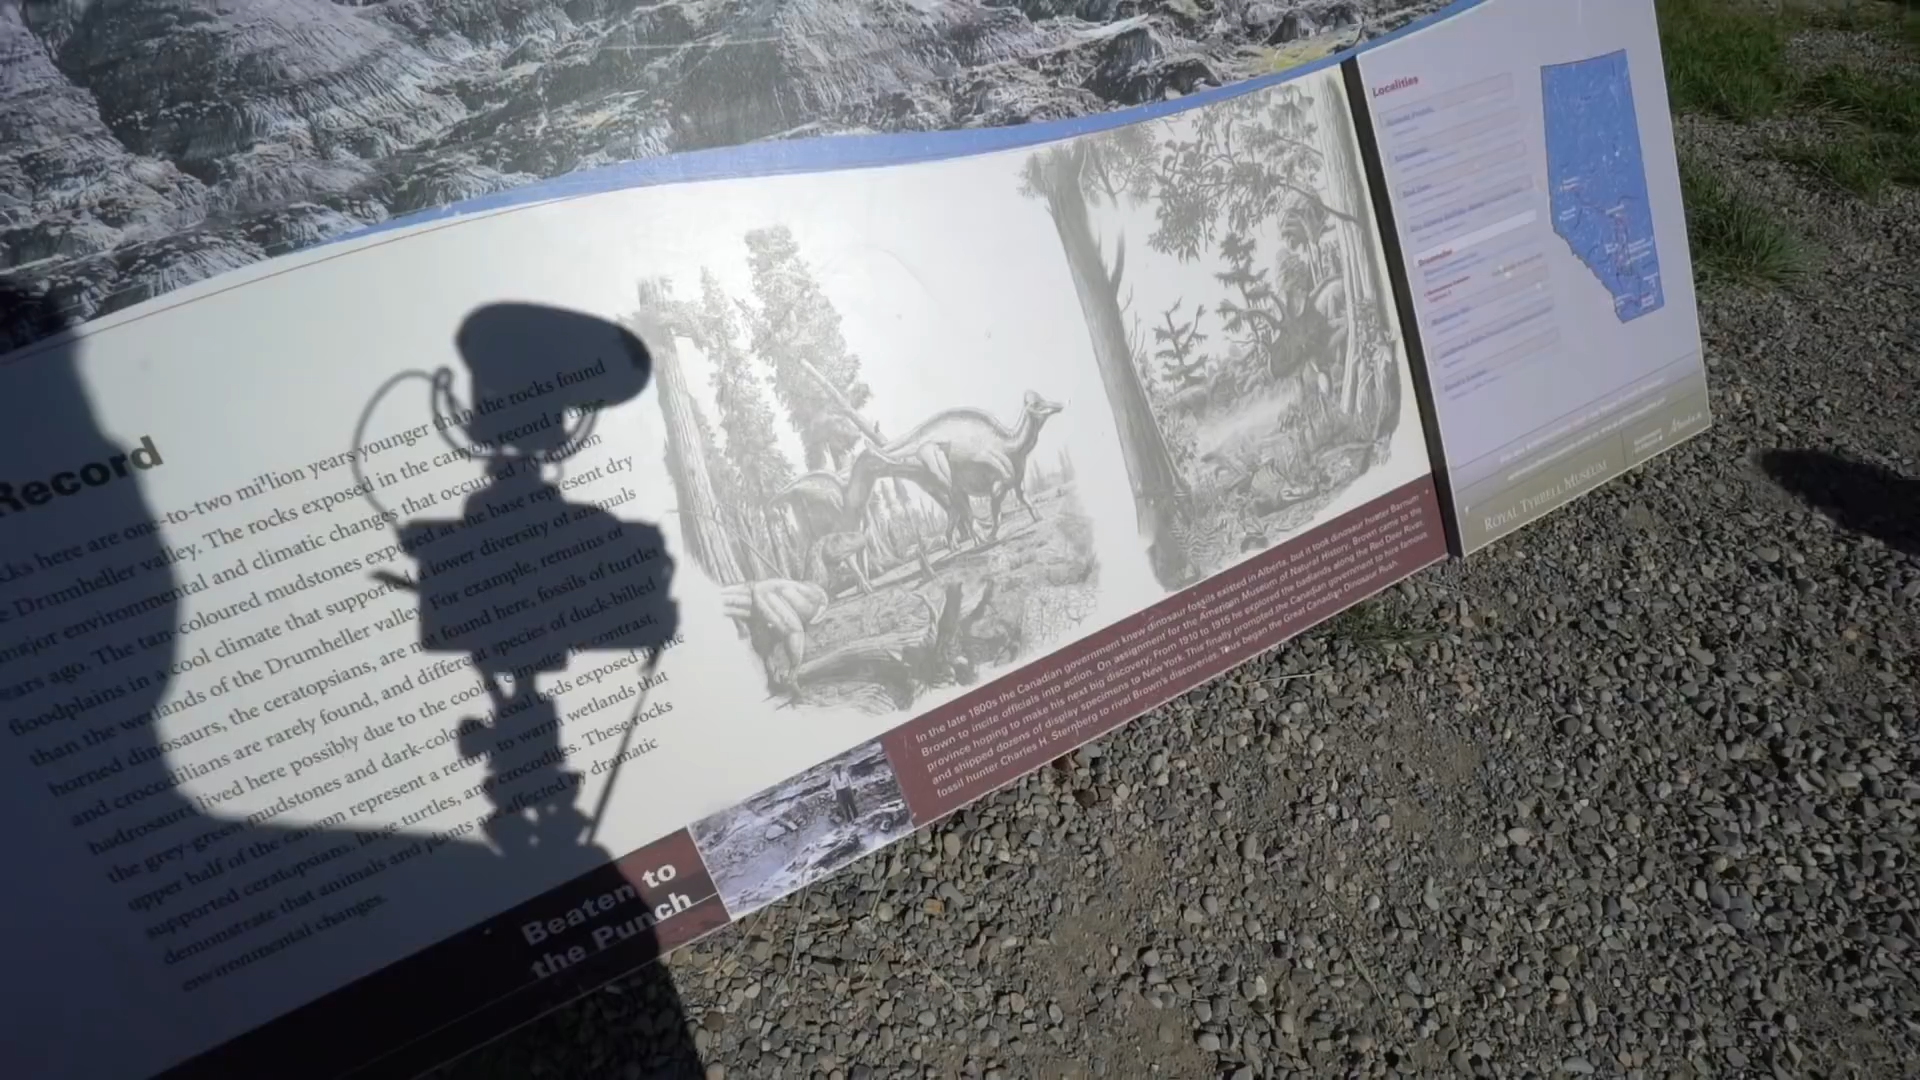 Record
cks here are one-to-two million years younger than the rocks found
e Drumheller valley. The rocks exposed in the canyon record a time
major environmental and climatic changes that occurred 70 million
ears ago. The tan-coloured mudstones exposed at the base represent dry
floodplains in a cool climate that supported a lower diversity of animals
than the wetlands of the Drumheller valley. For example, remains of
horned dinosaurs, the ceratopsians, are not found here, fossils of turtles
and crocodilians are rarely found, and different species of duck-billed
hadrosaurs lived here possibly due to the cooler climate. In contrast,
the grey-green mudstones and dark-coloured coal beds exposed in the
upper half of the canyon represent a return to warm wetlands that
supported ceratopsians, large turtles, and crocodiles. These rocks
demonstrate that animals and plants are affected by dramatic
environmental changes.
Beaten to
the Punch
In the late 1800s the Canadian government knew dinosaur fossils existed in Alberta, but it took dinosaur hunter Barnum
Brown to incite officials into action. On assignment for the American Museum of Natural History, Brown came to the
province hoping to make his next big discovery. From 1910 to 1915 he explored the badlands along the Red Deer River,
and shipped dozens of display specimens to New York. This finally prompted the Canadian government to hire famous
fossil hunter Charles H. Sternberg to rival Brown's discoveries. Thus began the Great Canadian Dinosaur Rush.
Localities
Drumheller
ROYAL TYRRELL MUSEUM